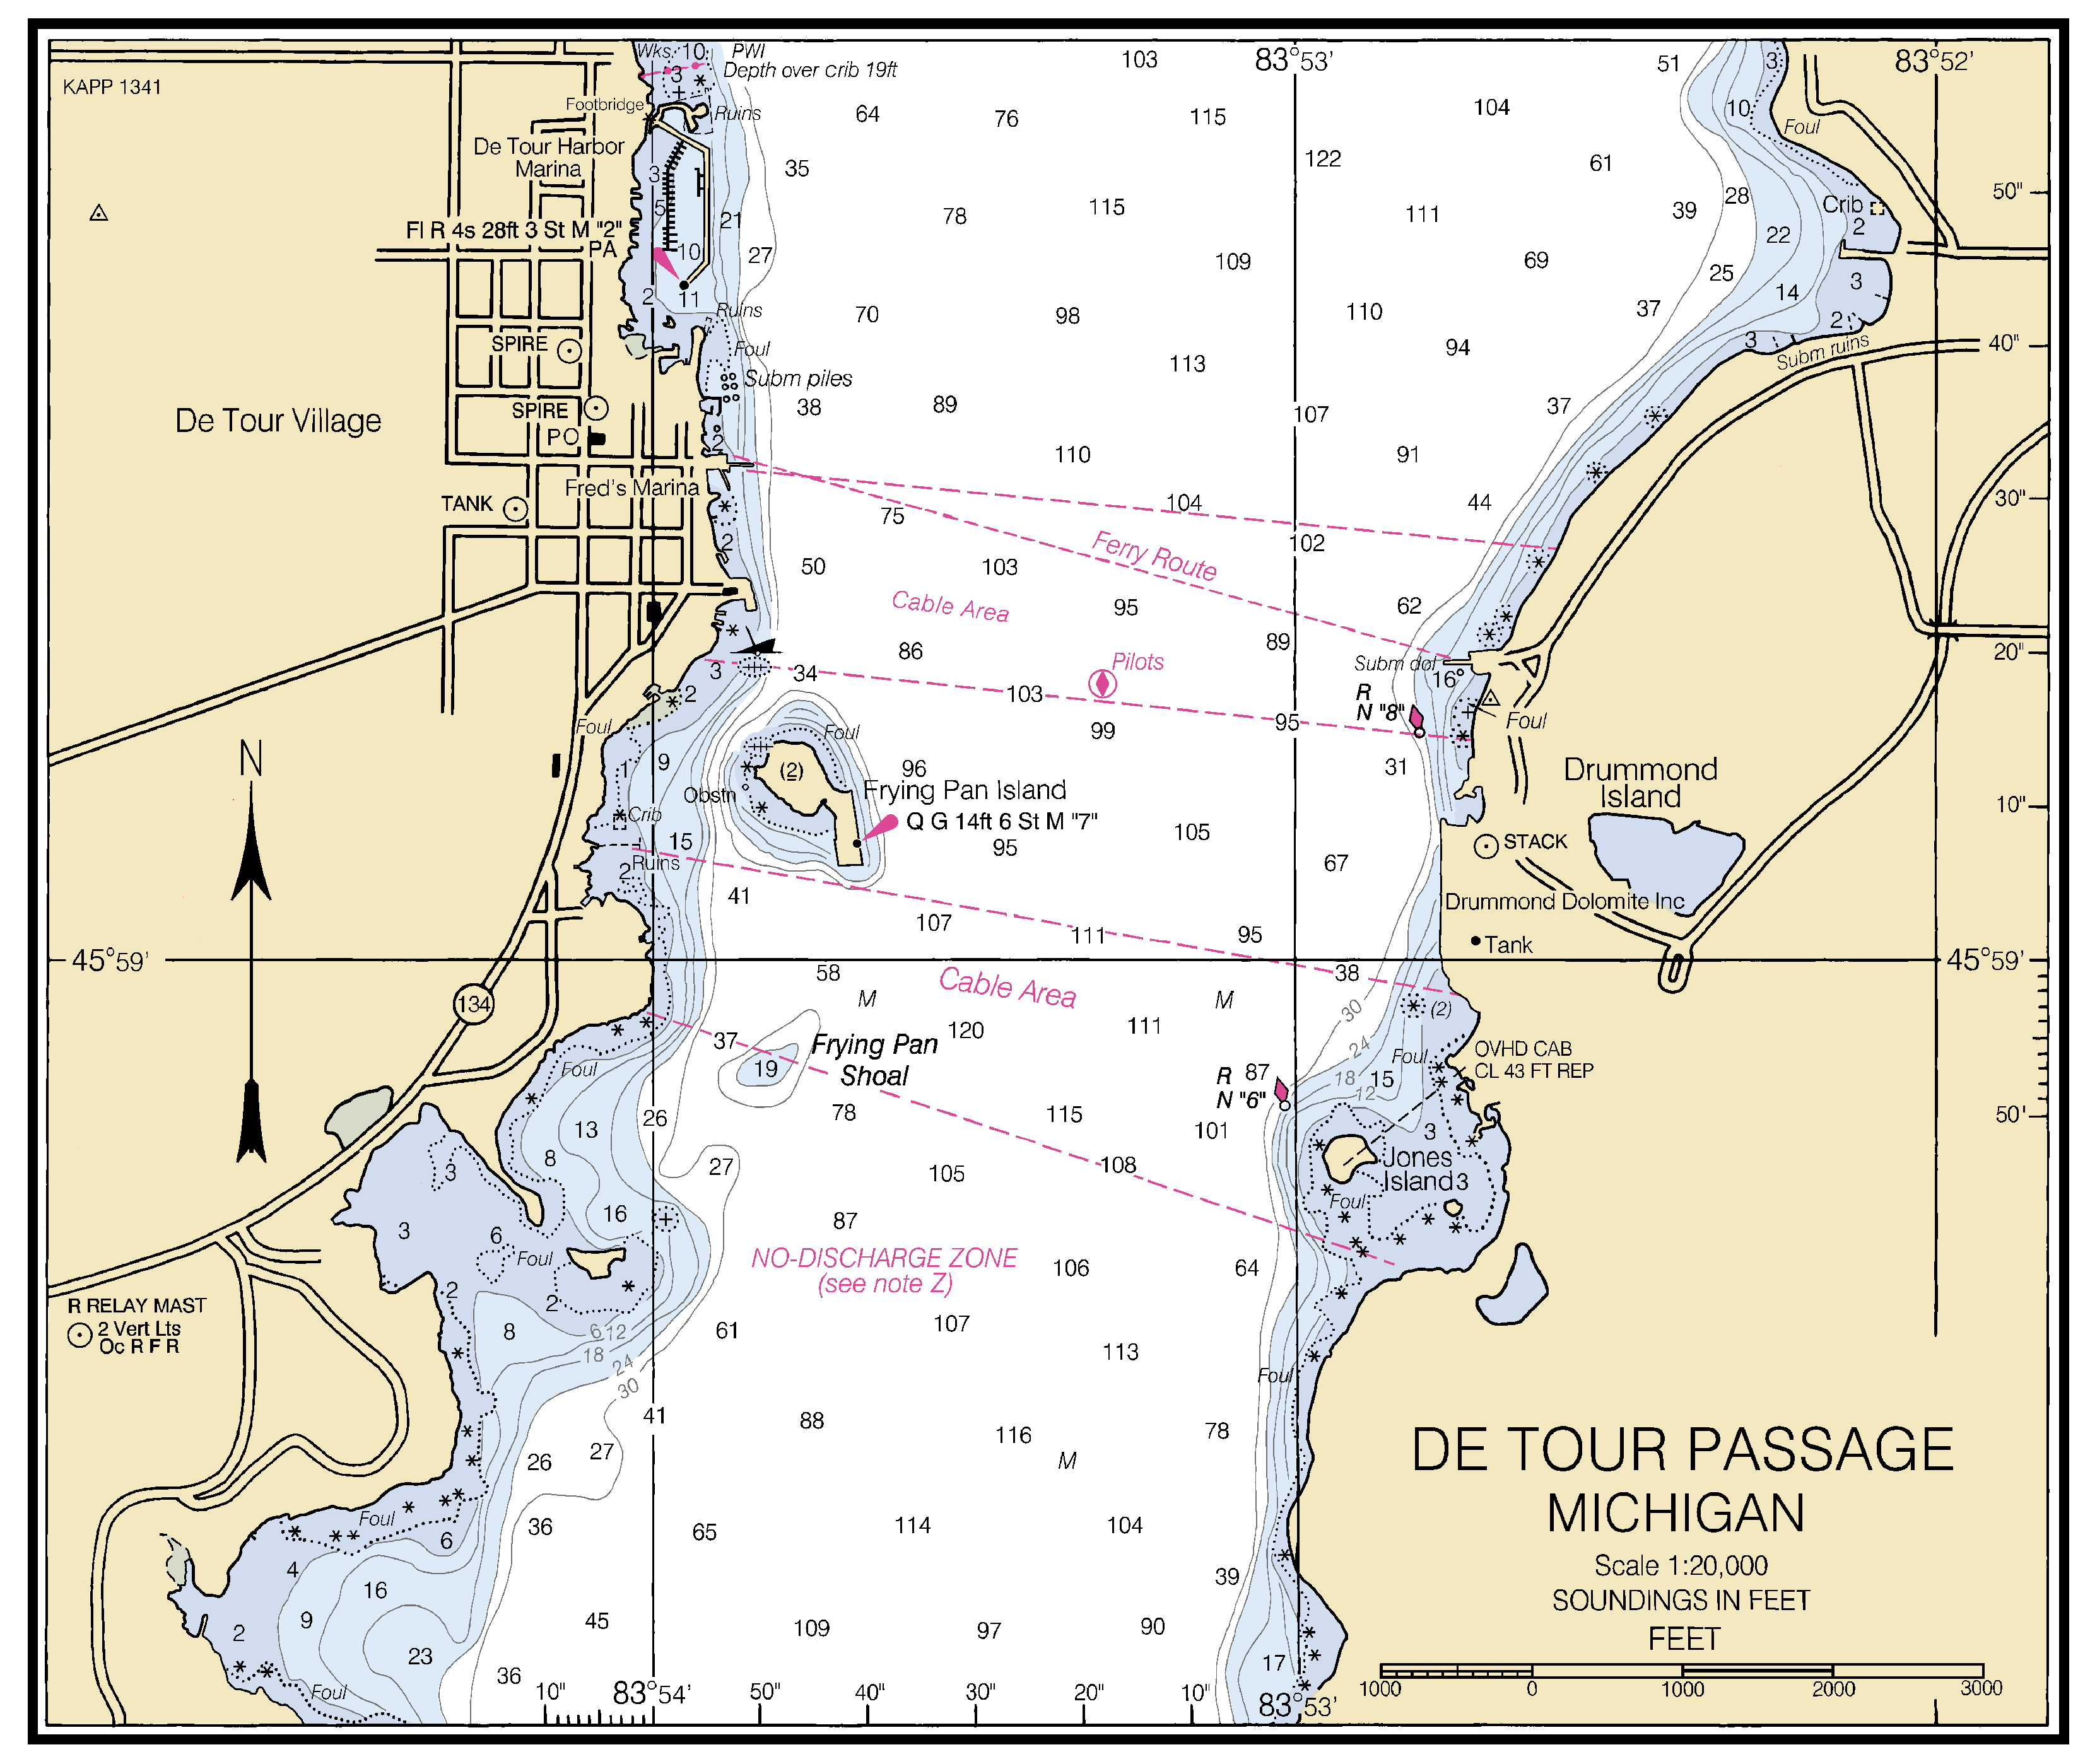 Wks 10 PWI
103
83°53'
51
3
83°52'
3
Depth over crib 19ft
KAPP 1341
Footbridge
Ruins
64
76
115
104
10
Foul
De Tour Harbor
Marina
3
35
122
61
50"
5
21
78
115
111
39
28
Crib
2
Fl R 4s 28ft 3 St M "2"
PA
10
27
109
69
22
25
2
11
Ruins
70
98
110
37
14
3
2
SPIRE
Foul
113
94
3
Subm ruins
40"
Subm piles
38
89
107
37
SPIRE
De Tour Village
PO
2
110
91
Fred's Marina
TANK
75
104
44
30"
2
102
Ferry Route
50
103
Cable Area
95
62
86
89
20"
3
34
Pilots
Subm dol
16
2
103
R
N "8"
Foul
99
95
Foul
Foul
N
1
9
(2)
96
31
Drummond
Island
Obstn
Frying Pan Island
10"
Crib
Q G 14ft 6 St M "7"
15
95
105
STACK
2
Ruins
67
41
Drummond Dolomite Inc
107
111
95
Tank
45°59'
45°59'
58
Cable Area
38
M
M
134
30
(2)
37
120
111
Frying Pan
Shoal
24
Foul
OVHD CAB
CL 43 FT REP
Foul
19
R
N "6"
87
18
15
12
78
115
50'
13
26
101
3
8
27
105
108
Jones
Island
3
3
16
Foul
3
6
87
Foul
NO-DISCHARGE ZONE
(see note Z)
106
64
2
2
R RELAY MAST
2 Vert Lts
Oc R F R
8
6
12
61
107
18
24
30
113
Foul
41
88
116
78
26
27
M
DE TOUR PASSAGE
MICHIGAN
Foul
36
65
114
104
6
4
16
39
Scale 1:20,000
SOUNDINGS IN FEET
FEET
9
45
109
97
90
2
23
17
36
Foul
10"
83°54'
50"
40"
30"
20"
10"
83°53'
1000
0
1000
2000
3000